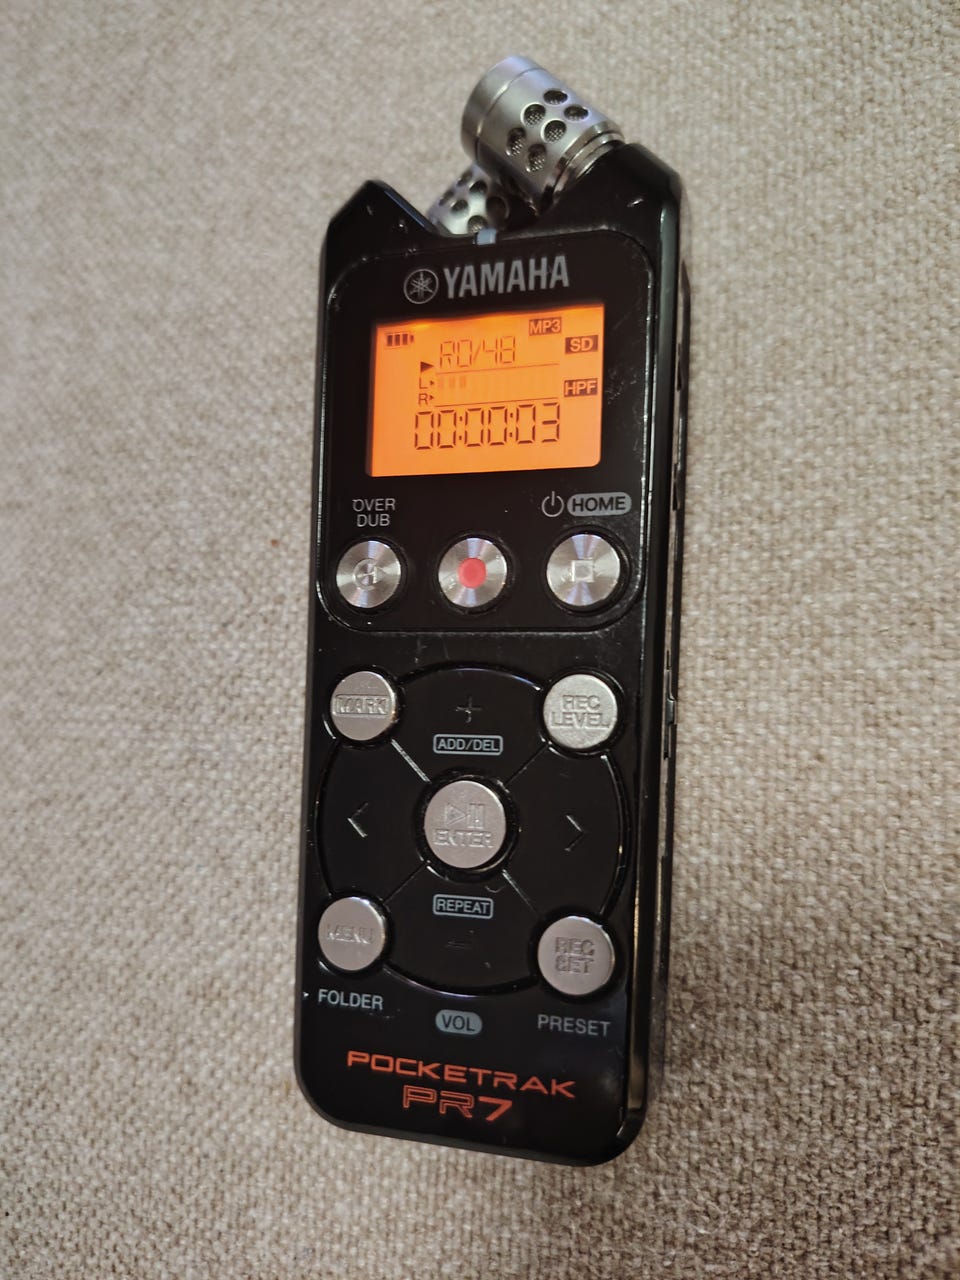 YAMAHA
MP3
R0/48
SD
L
HPF
R
00:00:03
OVER
DUB
HOME
MARK
REC
LEVEL
ADD/DEL
ENTER
REPEAT
MENU
REC
SET
FOLDER
VOL
PRESET
POCKETRAK
PR7